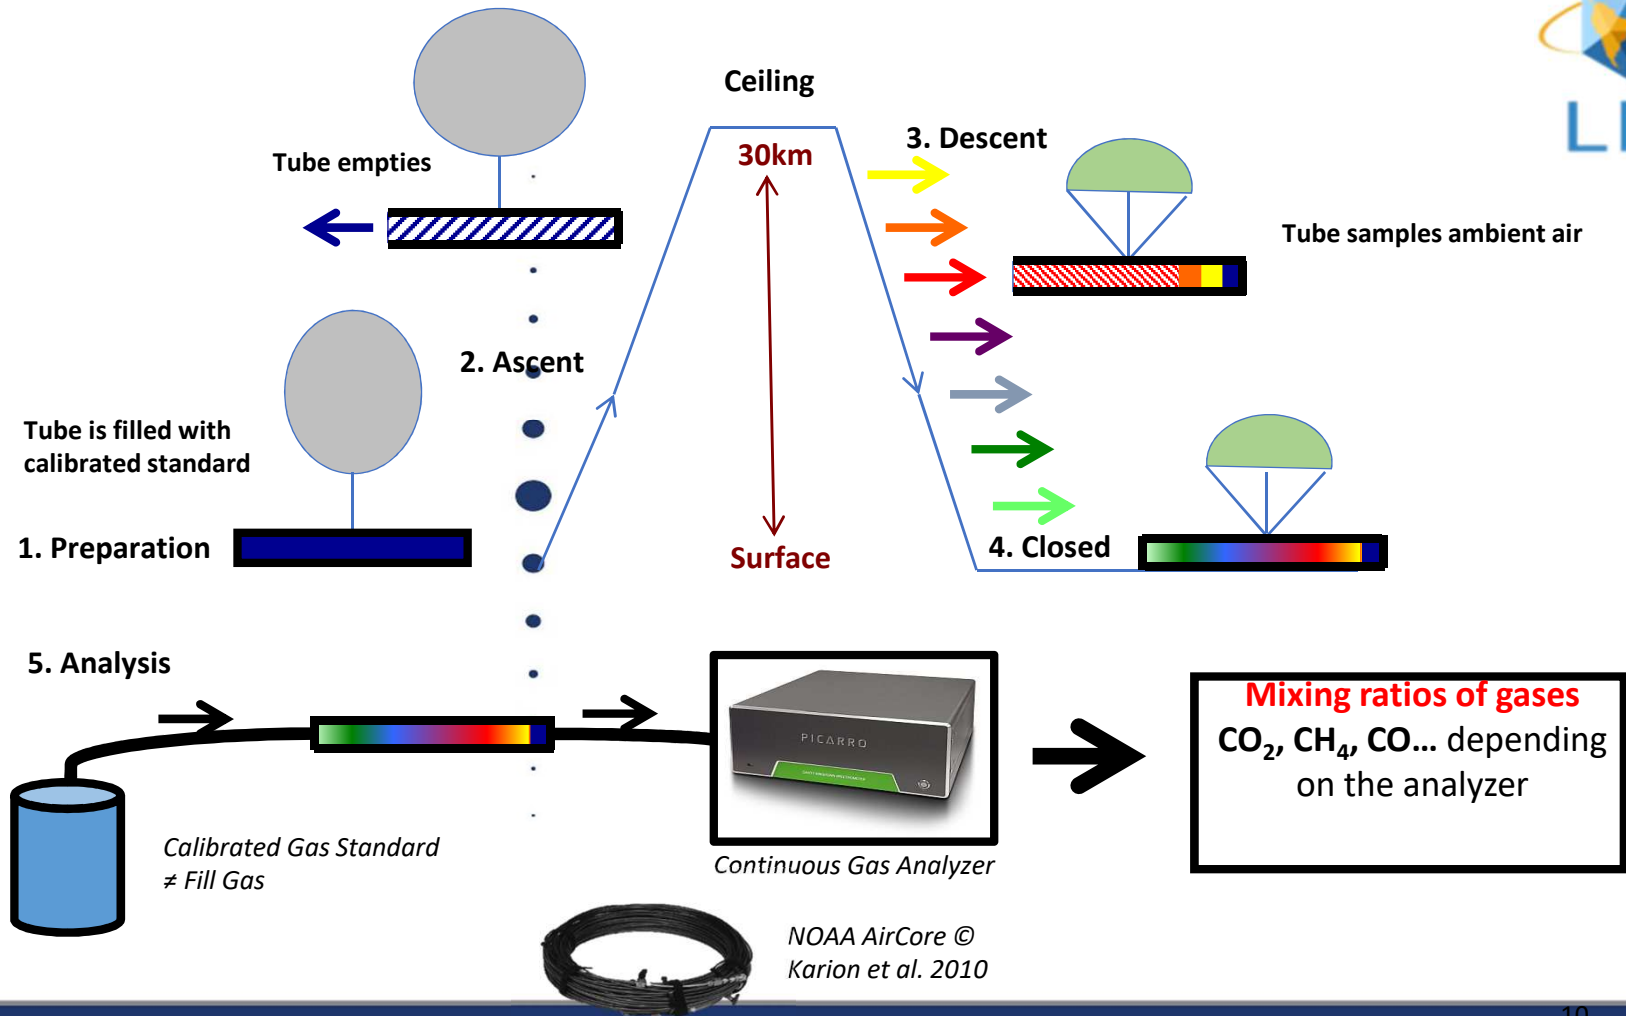 Ceiling
30km
Surface
Tube empties
2. Ascent
Tube is filled with
calibrated standard
1. Preparation
3. Descent
Tube samples ambient air
4. Closed
5. Analysis
PICARRO
Calibrated Gas Standard
≠ Fill Gas
Continuous Gas Analyzer
Mixing ratios of gases
CO₂, CH₄, CO... depending
on the analyzer
NOAA AirCore ©
Karion et al. 2010